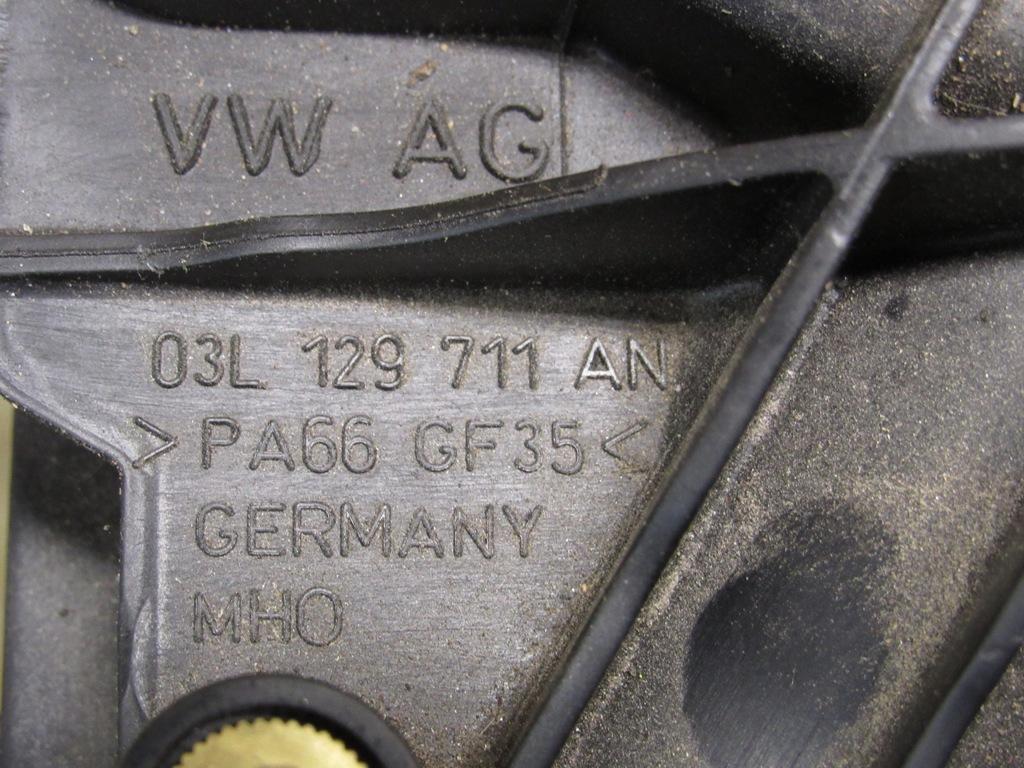 VW AG
03L 129 711 AN
>PA66 GF35<
GERMANY
MHO